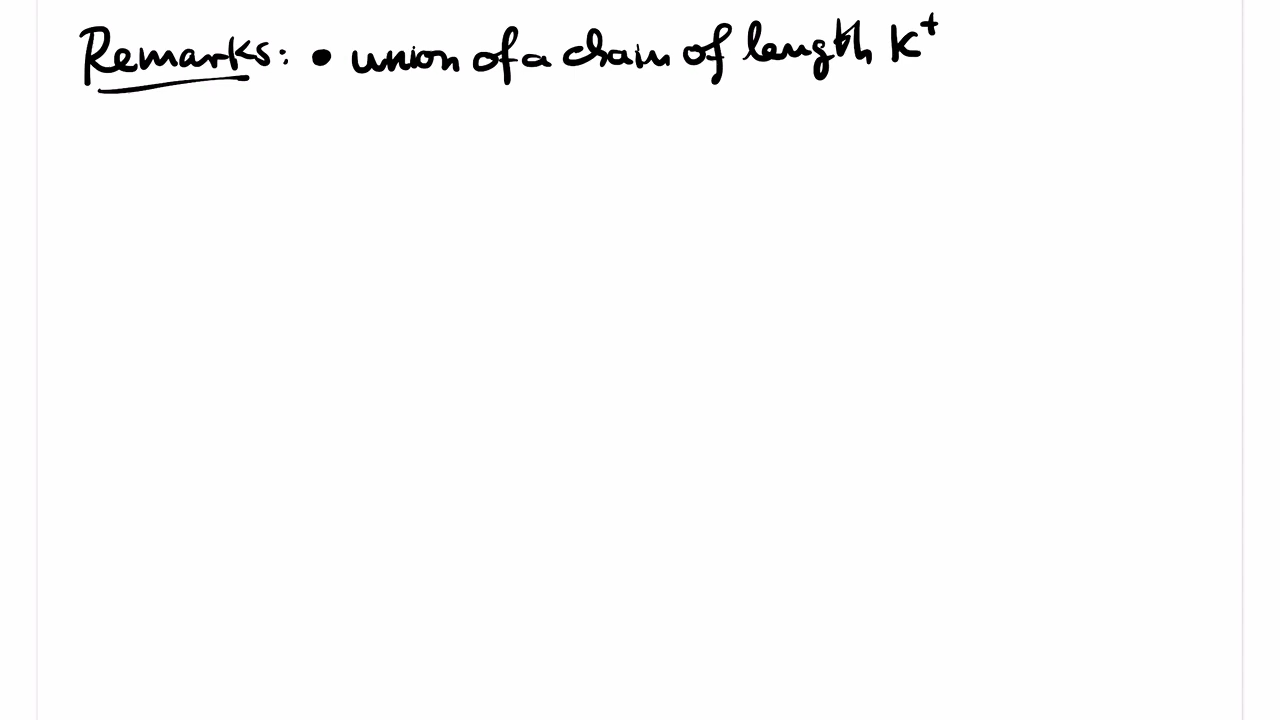 Remarks: • union of a chain of length κ⁺